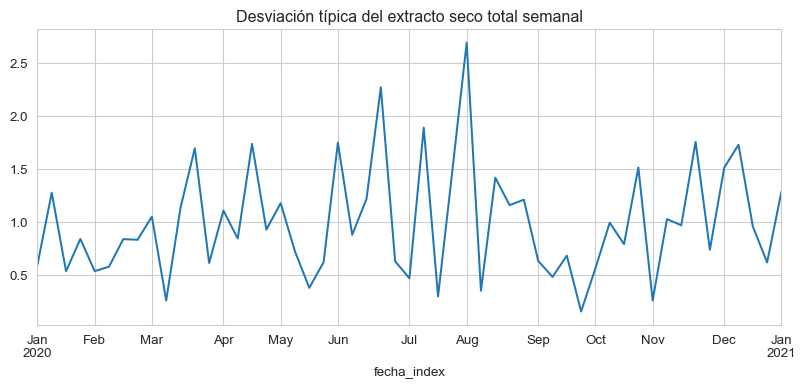 Desviación típica del extracto seco total semanal
2.5
2.0
1.5
1.0
0.5
Jan Feb Mar Apr May Jun Jul Aug Sep Oct Nov Dec Jan
2020 2021
fecha_index